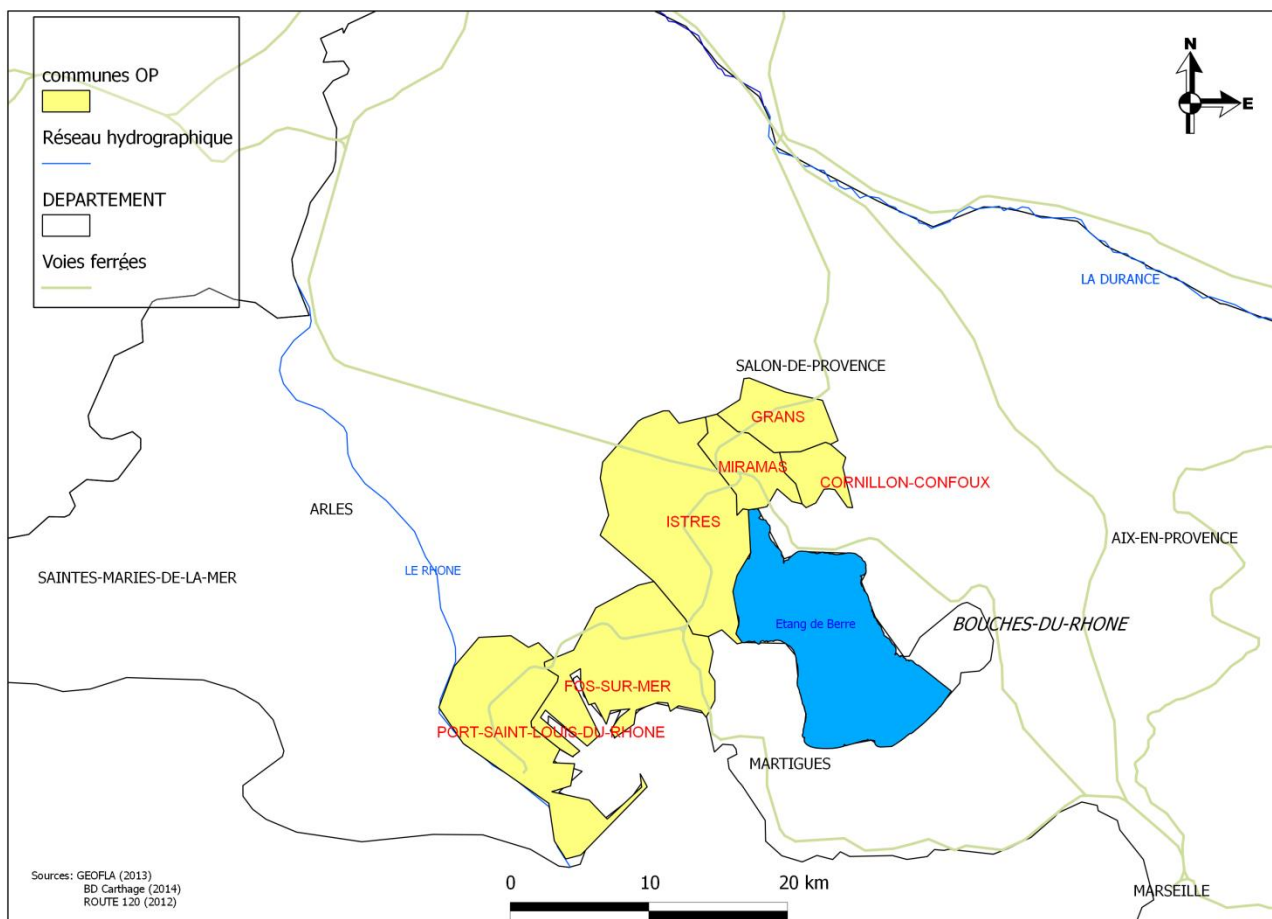 communes OP
Réseau hydrographique
DEPARTEMENT
Voies ferrées
N
E
LA DURANCE
SALON-DE-PROVENCE
GRANS
MIRAMAS
CORNILLON-CONFOUX
ARLES
ISTRES
AIX-EN-PROVENCE
SAINTES-MARIES-DE-LA-MER
LE RHONE
Etang de Berre
BOUCHES-DU-RHONE
FOS-SUR-MER
PORT-SAINT-LOUIS-DU-RHONE
MARTIGUES
Sources: GEOFLA (2013)
BD Carthage (2014)
ROUTE 120 (2012)
0 10 20 km
MARSEILLE